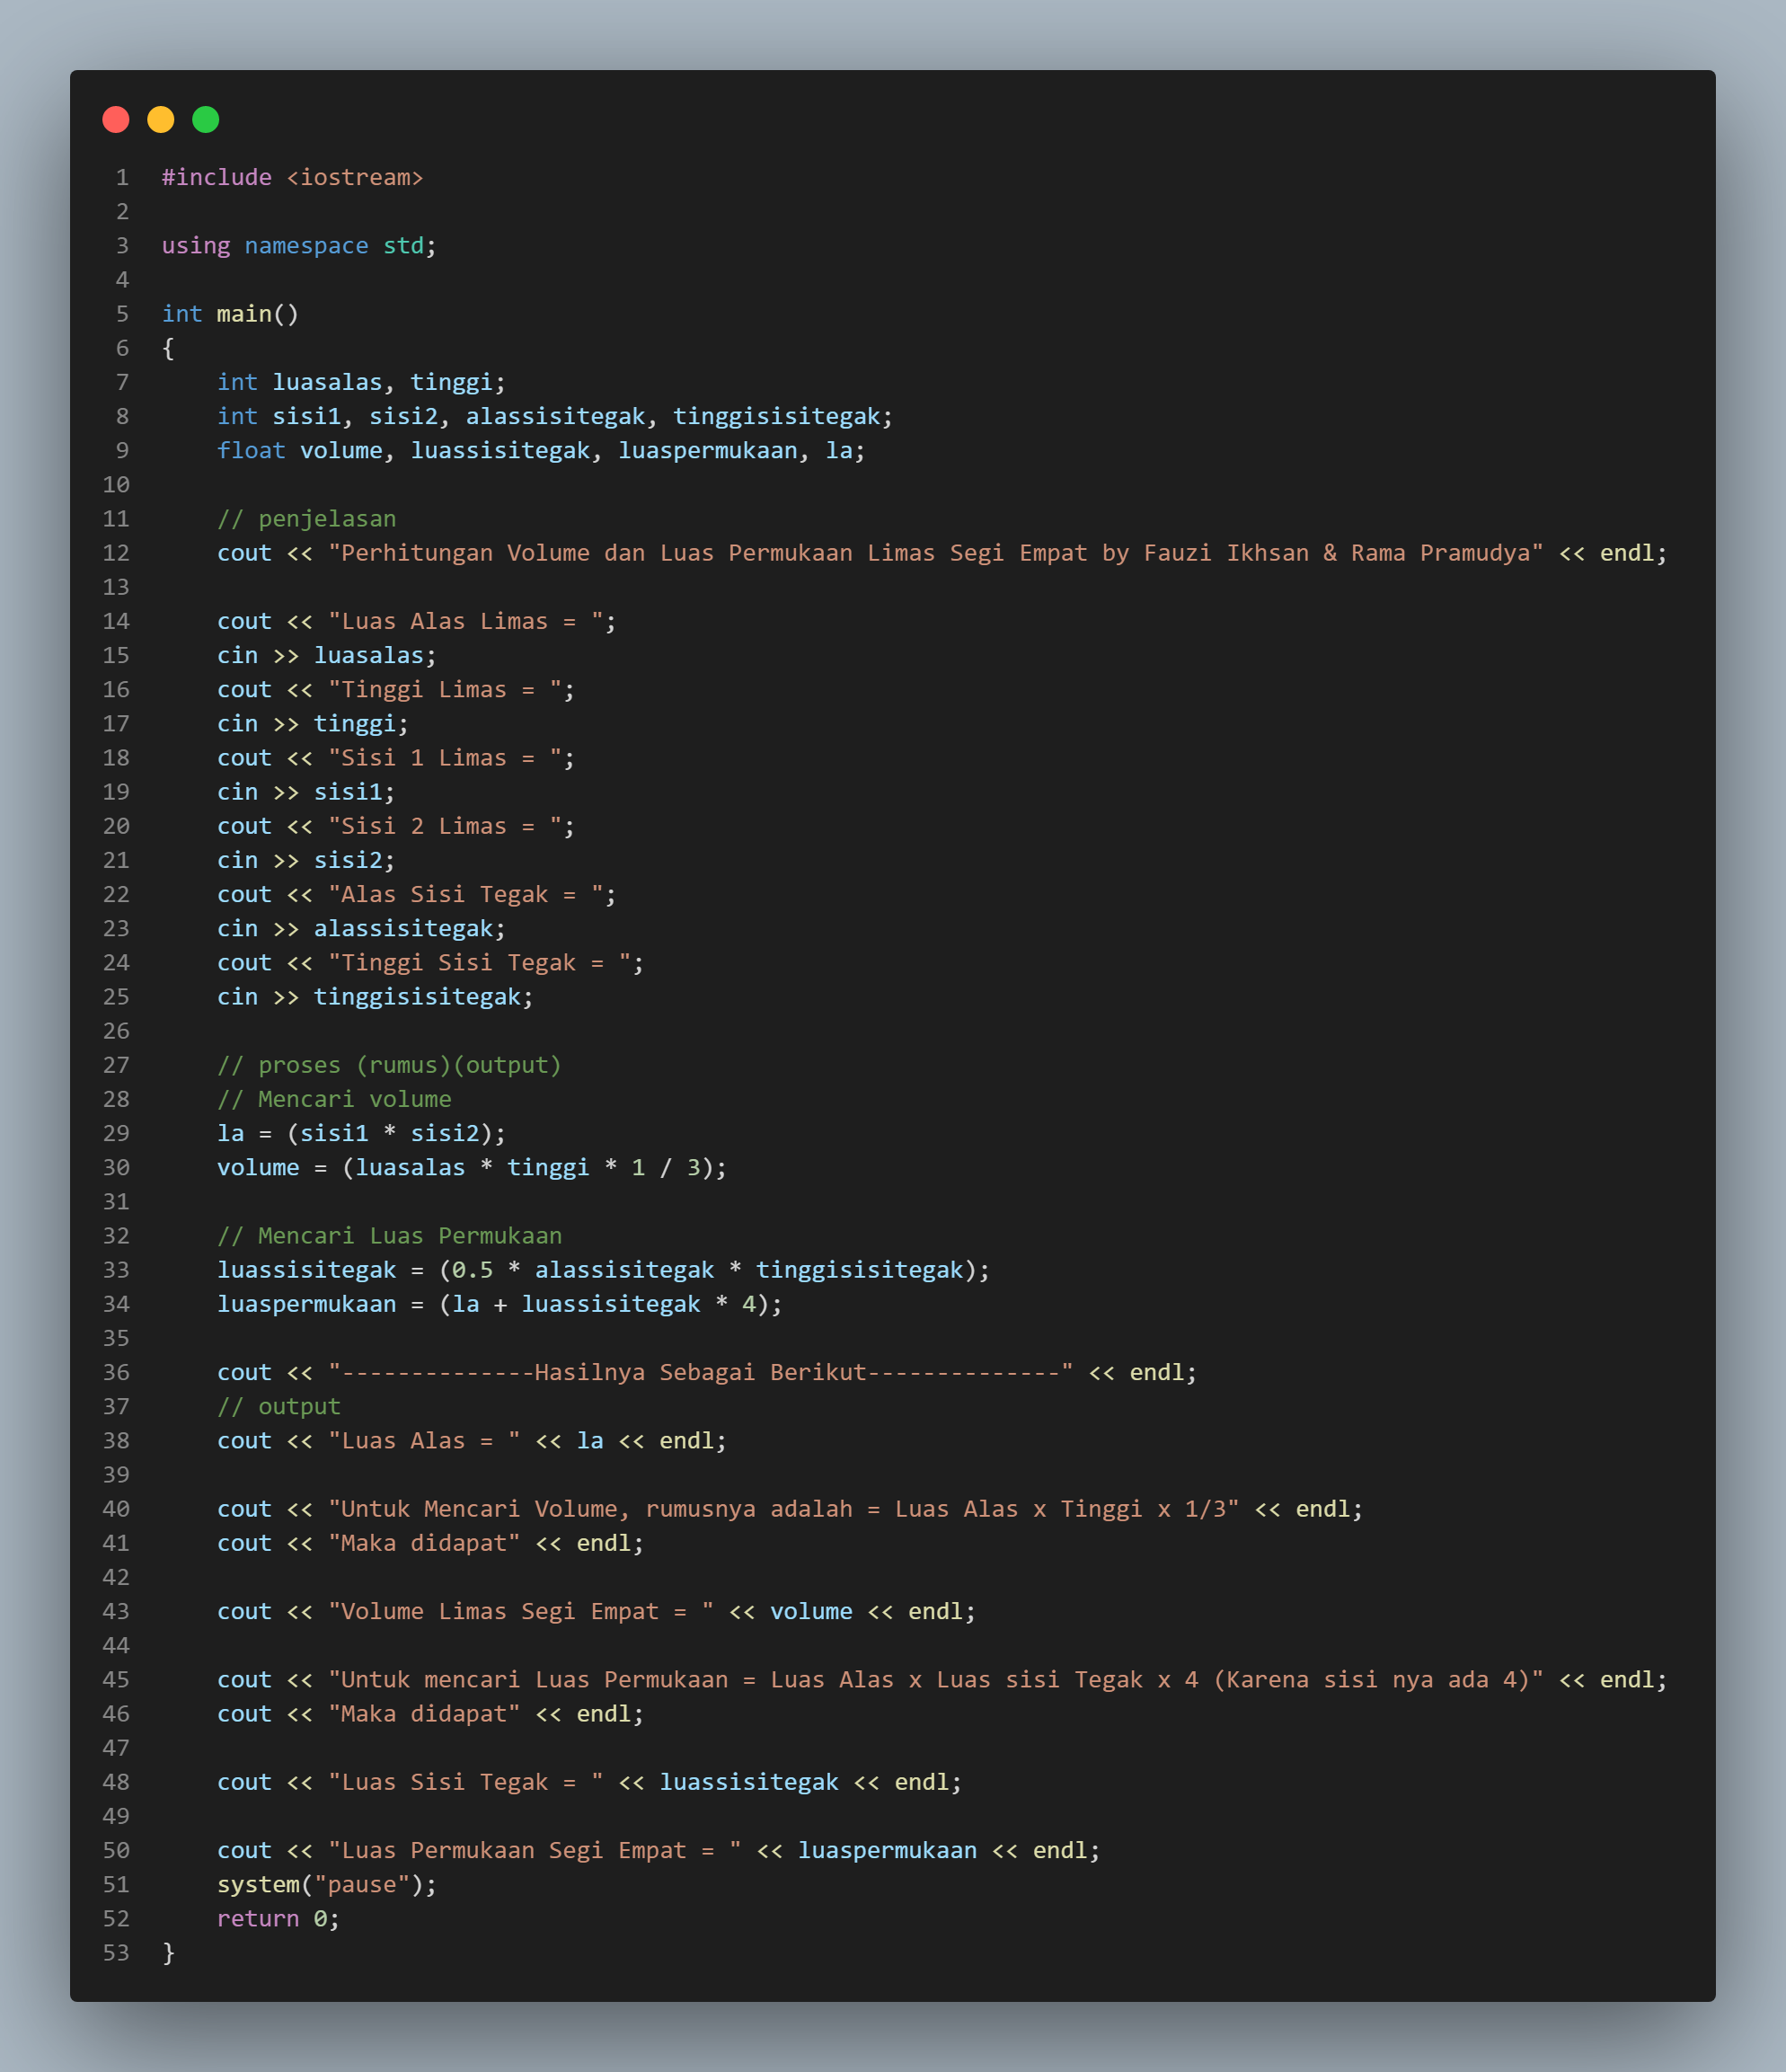 1 #include <iostream>
2
3 using namespace std;
4
5 int main()
6 {
7     int luasalas, tinggi;
8     int sisi1, sisi2, alassisitegak, tinggisisitegak;
9     float volume, luassisitegak, luaspermukaan, la;
10
11     // penjelasan
12     cout << "Perhitungan Volume dan Luas Permukaan Limas Segi Empat by Fauzi Ikhsan & Rama Pramudya" << endl;
13
14     cout << "Luas Alas Limas = ";
15     cin >> luasalas;
16     cout << "Tinggi Limas = ";
17     cin >> tinggi;
18     cout << "Sisi 1 Limas = ";
19     cin >> sisi1;
20     cout << "Sisi 2 Limas = ";
21     cin >> sisi2;
22     cout << "Alas Sisi Tegak = ";
23     cin >> alassisitegak;
24     cout << "Tinggi Sisi Tegak = ";
25     cin >> tinggisisitegak;
26
27     // proses (rumus)(output)
28     // Mencari volume
29     la = (sisi1 * sisi2);
30     volume = (luasalas * tinggi * 1 / 3);
31
32     // Mencari Luas Permukaan
33     luassisitegak = (0.5 * alassisitegak * tinggisisitegak);
34     luaspermukaan = (la + luassisitegak * 4);
35
36     cout << "--------------Hasilnya Sebagai Berikut--------------" << endl;
37     // output
38     cout << "Luas Alas = " << la << endl;
39
40     cout << "Untuk Mencari Volume, rumusnya adalah = Luas Alas x Tinggi x 1/3" << endl;
41     cout << "Maka didapat" << endl;
42
43     cout << "Volume Limas Segi Empat = " << volume << endl;
44
45     cout << "Untuk mencari Luas Permukaan = Luas Alas x Luas sisi Tegak x 4 (Karena sisi nya ada 4)" << endl;
46     cout << "Maka didapat" << endl;
47
48     cout << "Luas Sisi Tegak = " << luassisitegak << endl;
49
50     cout << "Luas Permukaan Segi Empat = " << luaspermukaan << endl;
51     system("pause");
52     return 0;
53 }